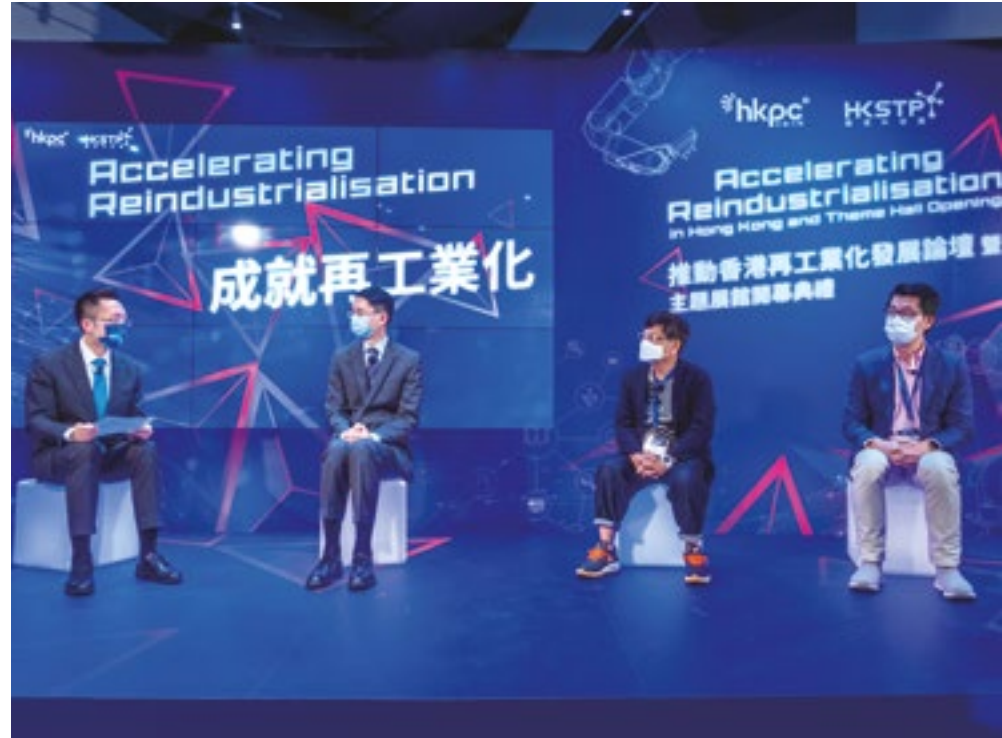 hkpc
HKSTP
Accelerating
Reindustrialisation
成就再工業化
hkpc
HKSTP
Accelerating
Reindustrialisation
in Hong Kong and Theme Hall Opening
推動香港再工業化發展論壇 暨
主題展館開幕典禮